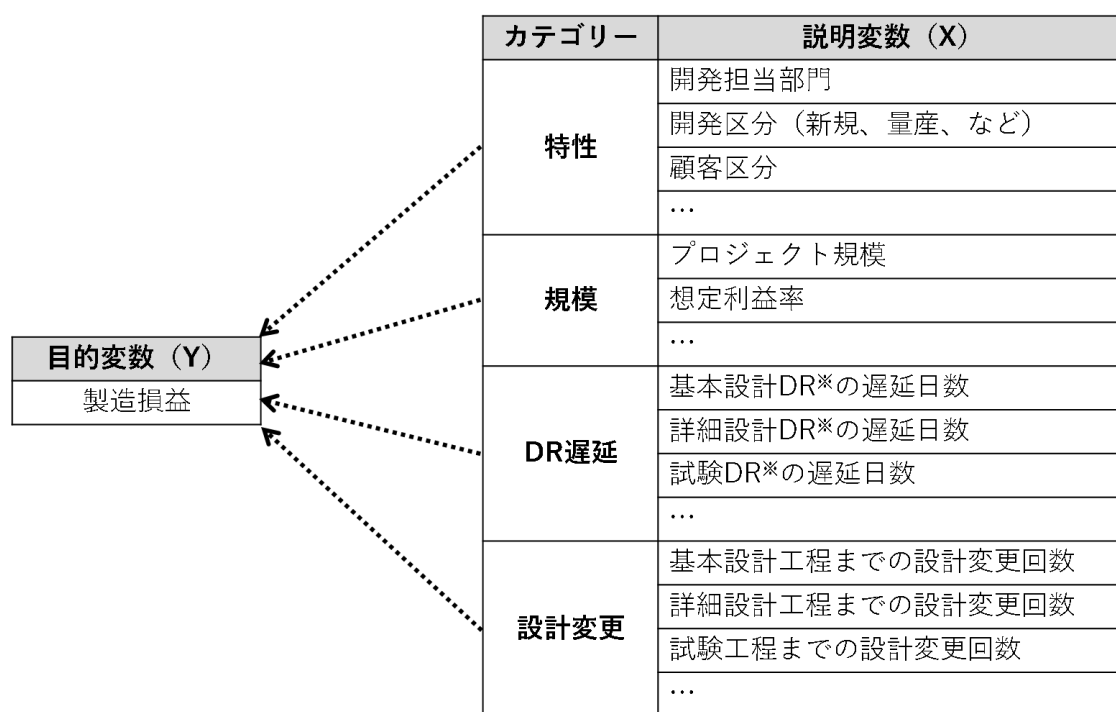 カテゴリー 説明変数（X）
特性
開発担当部門
開発区分（新規、量産、など）
顧客区分
…
規模
プロジェクト規模
想定利益率
…
DR遅延
基本設計DR※の遅延日数
詳細設計DR※の遅延日数
試験DR※の遅延日数
…
設計変更
基本設計工程までの設計変更回数
詳細設計工程までの設計変更回数
試験工程までの設計変更回数
…
目的変数（Y）
製造損益